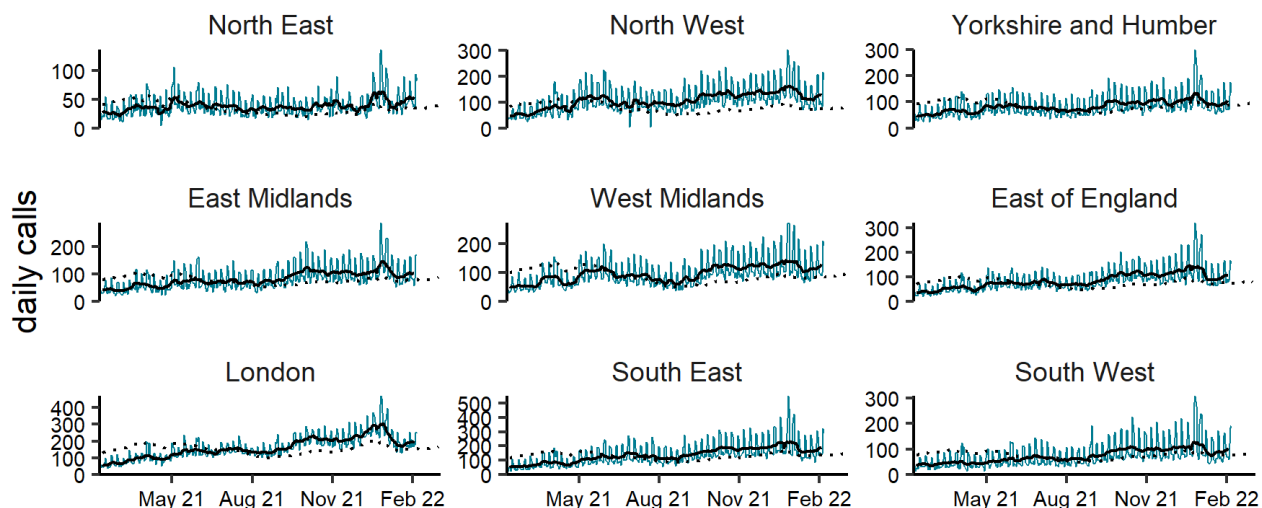 North East
North West
Yorkshire and Humber
100
50
0
300
200
100
0
300
200
100
0
daily calls
East Midlands
West Midlands
East of England
200
100
0
200
100
0
300
200
100
0
London
South East
South West
400
300
200
100
0
500
400
300
200
100
0
300
200
100
0
May 21 Aug 21 Nov 21 Feb 22
May 21 Aug 21 Nov 21 Feb 22
May 21 Aug 21 Nov 21 Feb 22